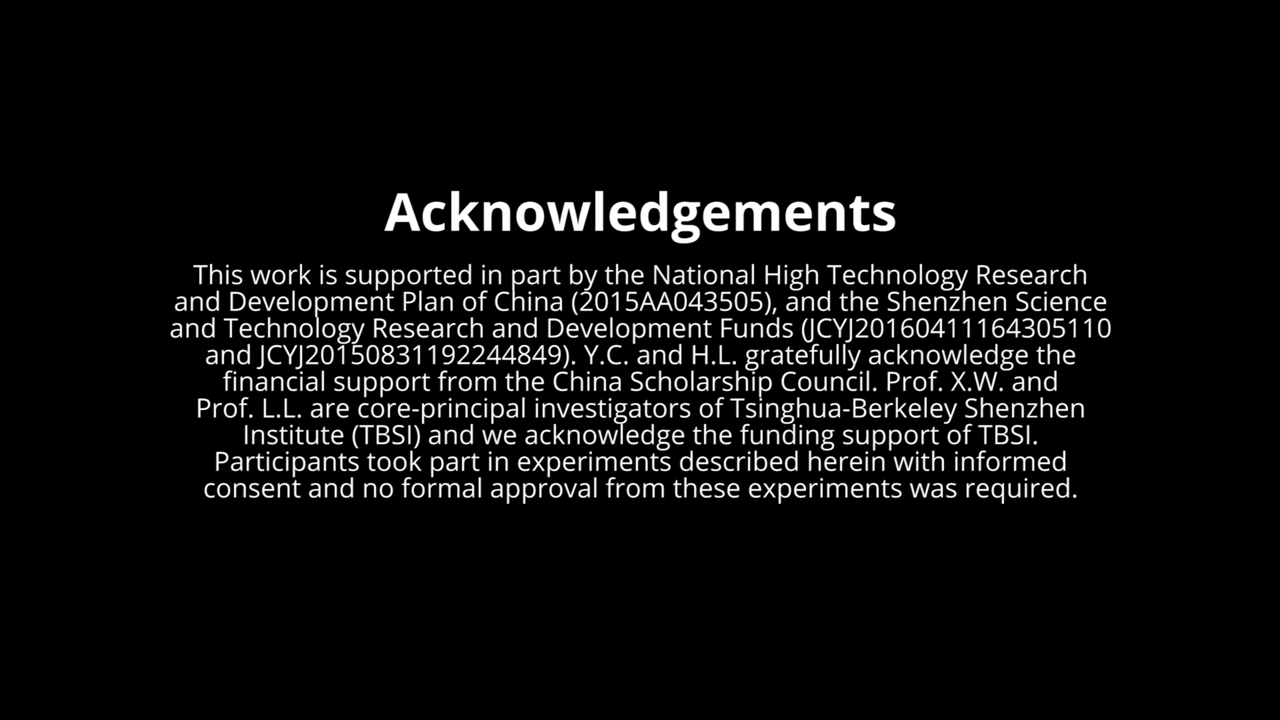 Acknowledgements
This work is supported in part by the National High Technology Research
and Development Plan of China (2015AA043505), and the Shenzhen Science
and Technology Research and Development Funds (JCYJ20160411164305110
and JCYJ20150831192244849). Y.C. and H.L. gratefully acknowledge the
financial support from the China Scholarship Council. Prof. X.W. and
Prof. L.L. are core-principal investigators of Tsinghua-Berkeley Shenzhen
Institute (TBSI) and we acknowledge the funding support of TBSI.
Participants took part in experiments described herein with informed
consent and no formal approval from these experiments was required.